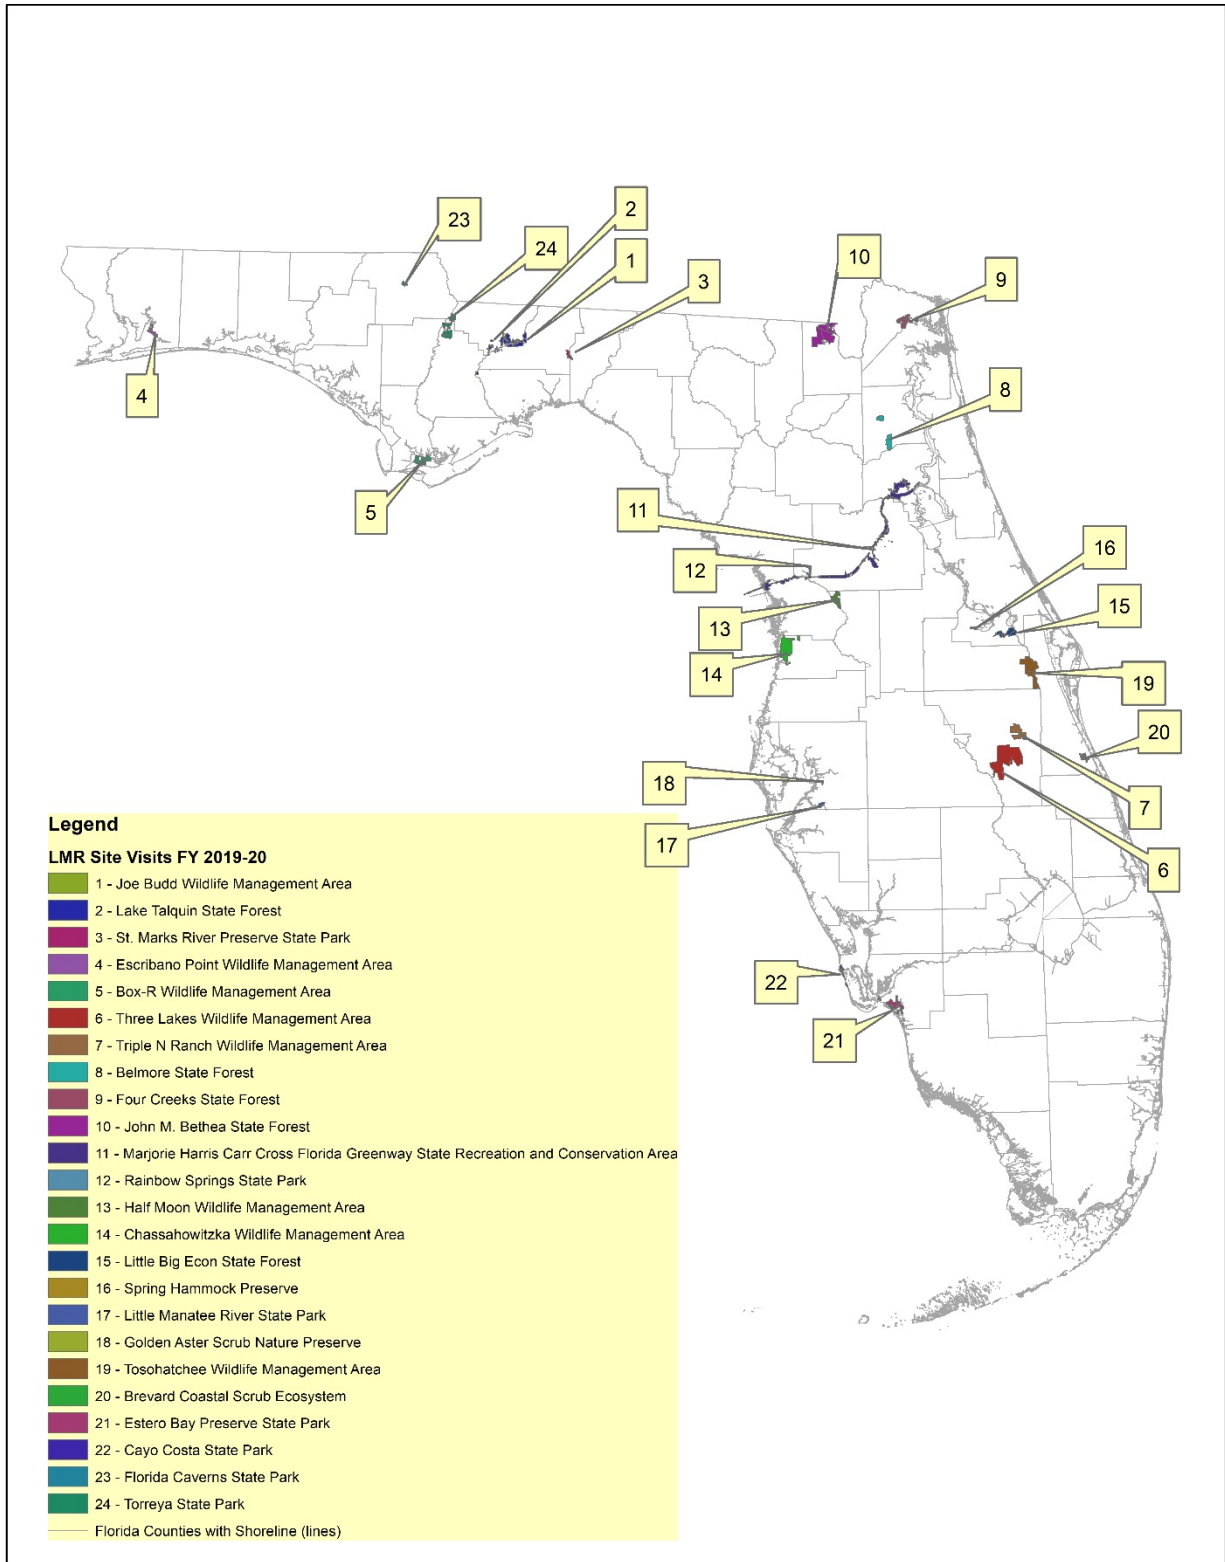 23
2
24
1
10
3
9
4
8
5
11
16
12
15
13
14
19
20
18
7
17
6
22
21
Legend
LMR Site Visits FY 2019-20
1 - Joe Budd Wildlife Management Area
2 - Lake Talquin State Forest
3 - St. Marks River Preserve State Park
4 - Escribano Point Wildlife Management Area
5 - Box-R Wildlife Management Area
6 - Three Lakes Wildlife Management Area
7 - Triple N Ranch Wildlife Management Area
8 - Belmore State Forest
9 - Four Creeks State Forest
10 - John M. Bethea State Forest
11 - Marjorie Harris Carr Cross Florida Greenway State Recreation and Conservation Area
12 - Rainbow Springs State Park
13 - Half Moon Wildlife Management Area
14 - Chassahowitzka Wildlife Management Area
15 - Little Big Econ State Forest
16 - Spring Hammock Preserve
17 - Little Manatee River State Park
18 - Golden Aster Scrub Nature Preserve
19 - Tosohatchee Wildlife Management Area
20 - Brevard Coastal Scrub Ecosystem
21 - Estero Bay Preserve State Park
22 - Cayo Costa State Park
23 - Florida Caverns State Park
24 - Torreya State Park
Florida Counties with Shoreline (lines)